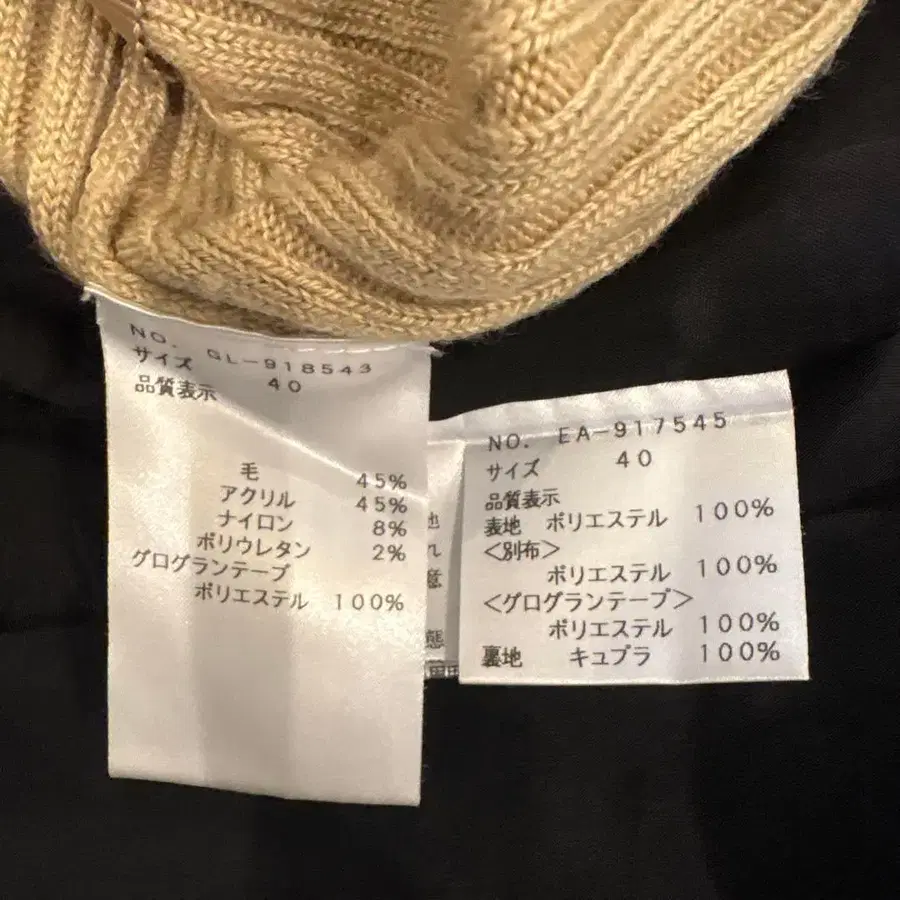 NO. GL-918543
サイズ 40
品質表示
毛 45%
アクリル 45%
ナイロン 8%
ポリウレタン 2%
グログランテープ
ポリエステル 100%
NO. EA-917545
サイズ 40
品質表示
表地 ポリエステル 100%
<別布>
ポリエステル 100%
<グログランテープ>
ポリエステル 100%
裏地 キュプラ 100%
地
れ
意
態